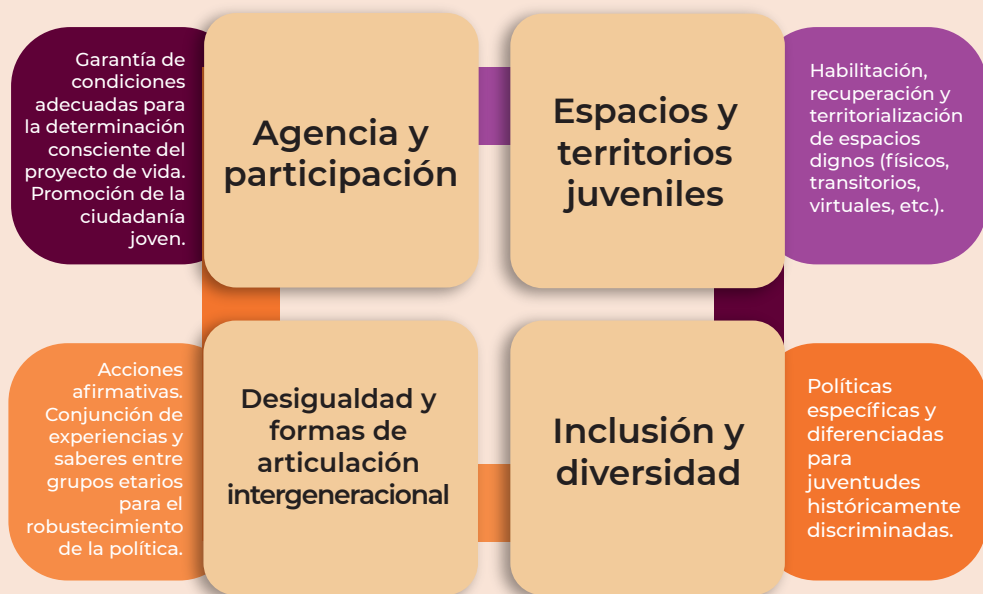 Garantía de
condiciones
adecuadas para
la determinación
consciente del
proyecto de vida.
Promoción de la
ciudadanía
joven.
Agencia y
participación
Espacios y
territorios
juveniles
Habilitación,
recuperación y
territorialización
de espacios
dignos (físicos,
transitorios,
virtuales, etc.).
Acciones
afirmativas.
Conjunción de
experiencias y
saberes entre
grupos etarios
para el
robustecimiento
de la política.
Desigualdad y
formas de
articulación
intergeneracional
Inclusión y
diversidad
Políticas
específicas y
diferenciadas
para
juventudes
históricamente
discriminadas.